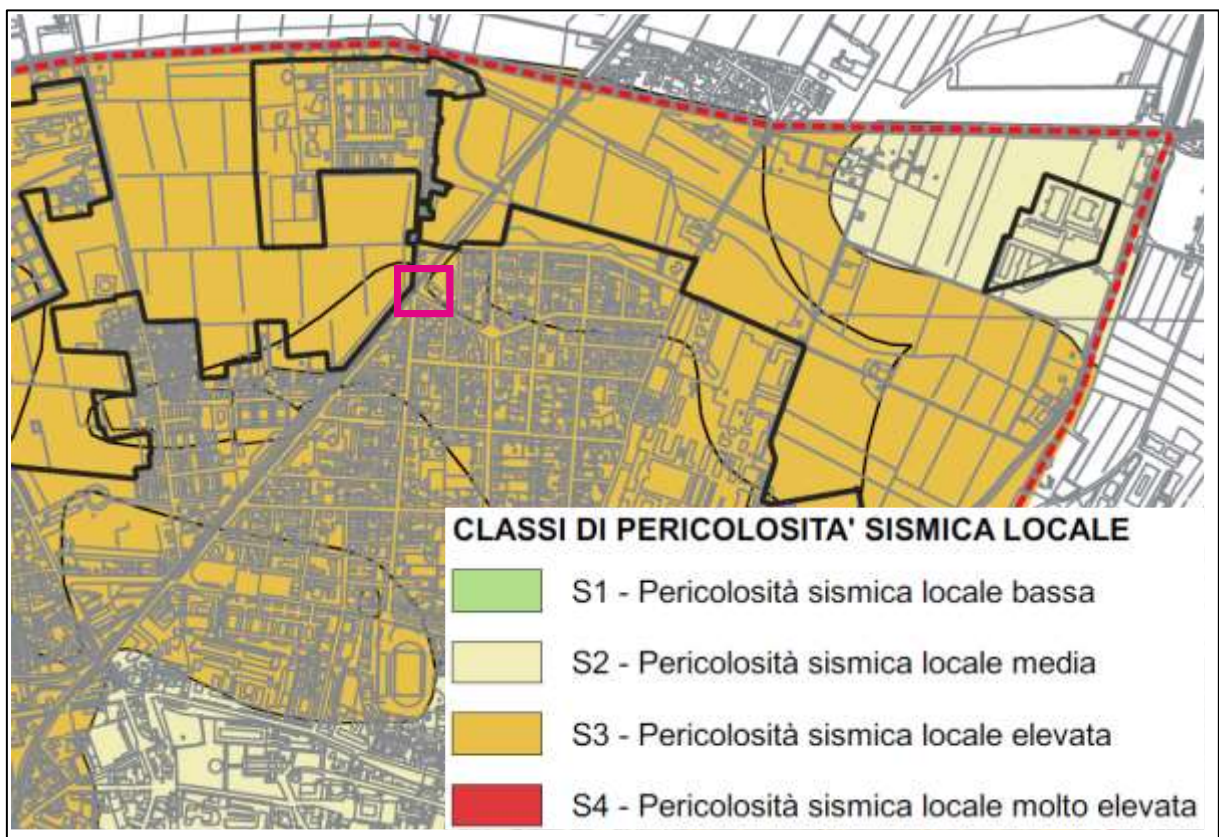 CLASSI DI PERICOLOSITA' SISMICA LOCALE
S1 - Pericolosità sismica locale bassa
S2 - Pericolosità sismica locale media
S3 - Pericolosità sismica locale elevata
S4 - Pericolosità sismica locale molto elevata